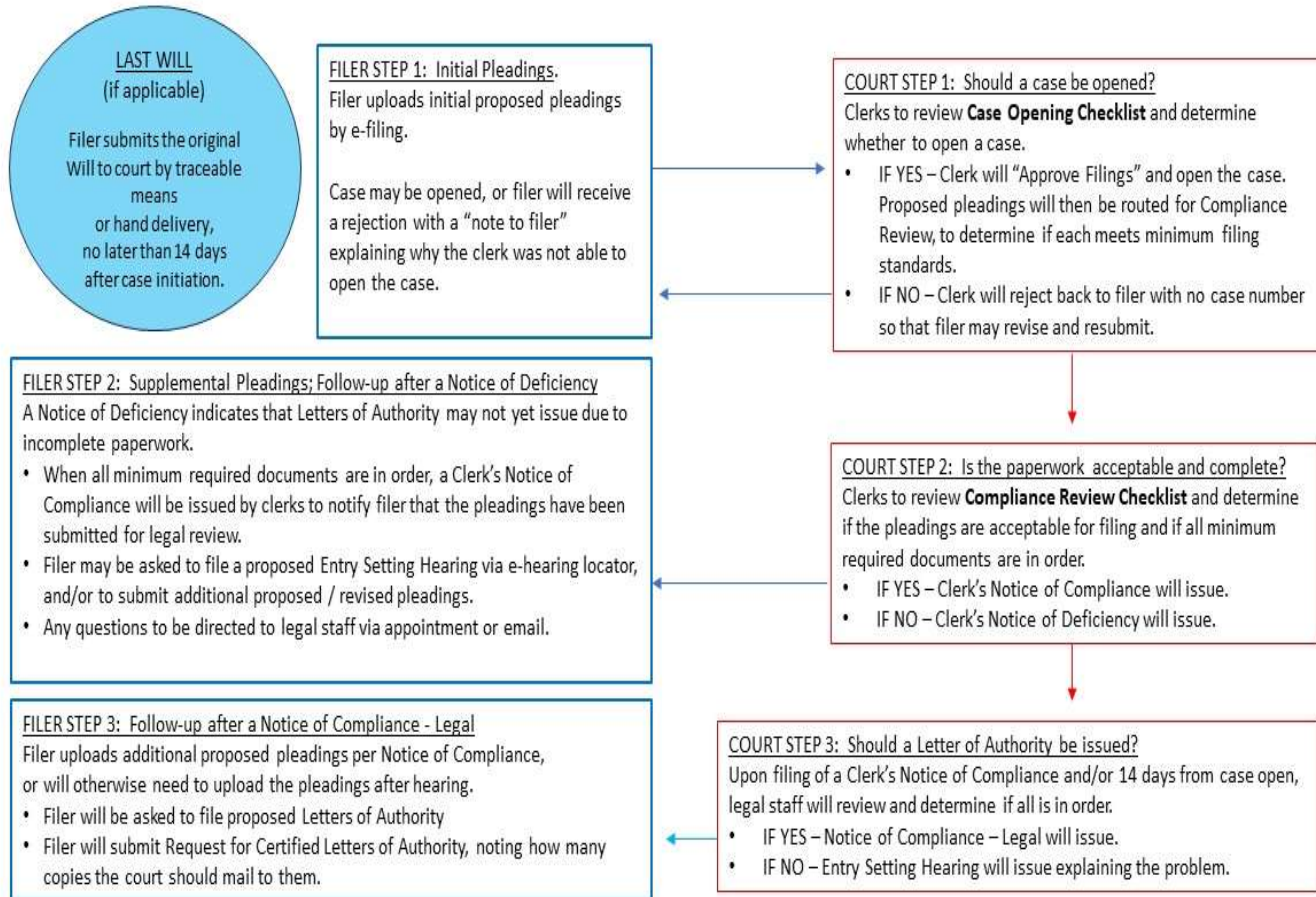 LAST WILL
(if applicable)
Filer submits the original
Will to court by traceable
means
or hand delivery,
no later than 14 days
after case initiation.
FILER STEP 1: Initial Pleadings.
Filer uploads initial proposed pleadings
by e-filing.
Case may be opened, or filer will receive
a rejection with a “note to filer”
explaining why the clerk was not able to
open the case.
COURT STEP 1: Should a case be opened?
Clerks to review Case Opening Checklist and determine
whether to open a case.
• IF YES – Clerk will “Approve Filings” and open the case.
Proposed pleadings will then be routed for Compliance
Review, to determine if each meets minimum filing
standards.
• IF NO – Clerk will reject back to filer with no case number
so that filer may revise and resubmit.
FILER STEP 2: Supplemental Pleadings; Follow-up after a Notice of Deficiency
A Notice of Deficiency indicates that Letters of Authority may not yet issue due to
incomplete paperwork.
• When all minimum required documents are in order, a Clerk’s Notice of
Compliance will be issued by clerks to notify filer that the pleadings have been
submitted for legal review.
• Filer may be asked to file a proposed Entry Setting Hearing via e-hearing locator,
and/or to submit additional proposed / revised pleadings.
• Any questions to be directed to legal staff via appointment or email.
COURT STEP 2: Is the paperwork acceptable and complete?
Clerks to review Compliance Review Checklist and determine
if the pleadings are acceptable for filing and if all minimum
required documents are in order.
• IF YES – Clerk’s Notice of Compliance will issue.
• IF NO – Clerk’s Notice of Deficiency will issue.
FILER STEP 3: Follow-up after a Notice of Compliance - Legal
Filer uploads additional proposed pleadings per Notice of Compliance,
or will otherwise need to upload the pleadings after hearing.
• Filer will be asked to file proposed Letters of Authority
• Filer will submit Request for Certified Letters of Authority, noting how many
copies the court should mail to them.
COURT STEP 3: Should a Letter of Authority be issued?
Upon filing of a Clerk’s Notice of Compliance and/or 14 days from case open,
legal staff will review and determine if all is in order.
• IF YES – Notice of Compliance – Legal will issue.
• IF NO – Entry Setting Hearing will issue explaining the problem.